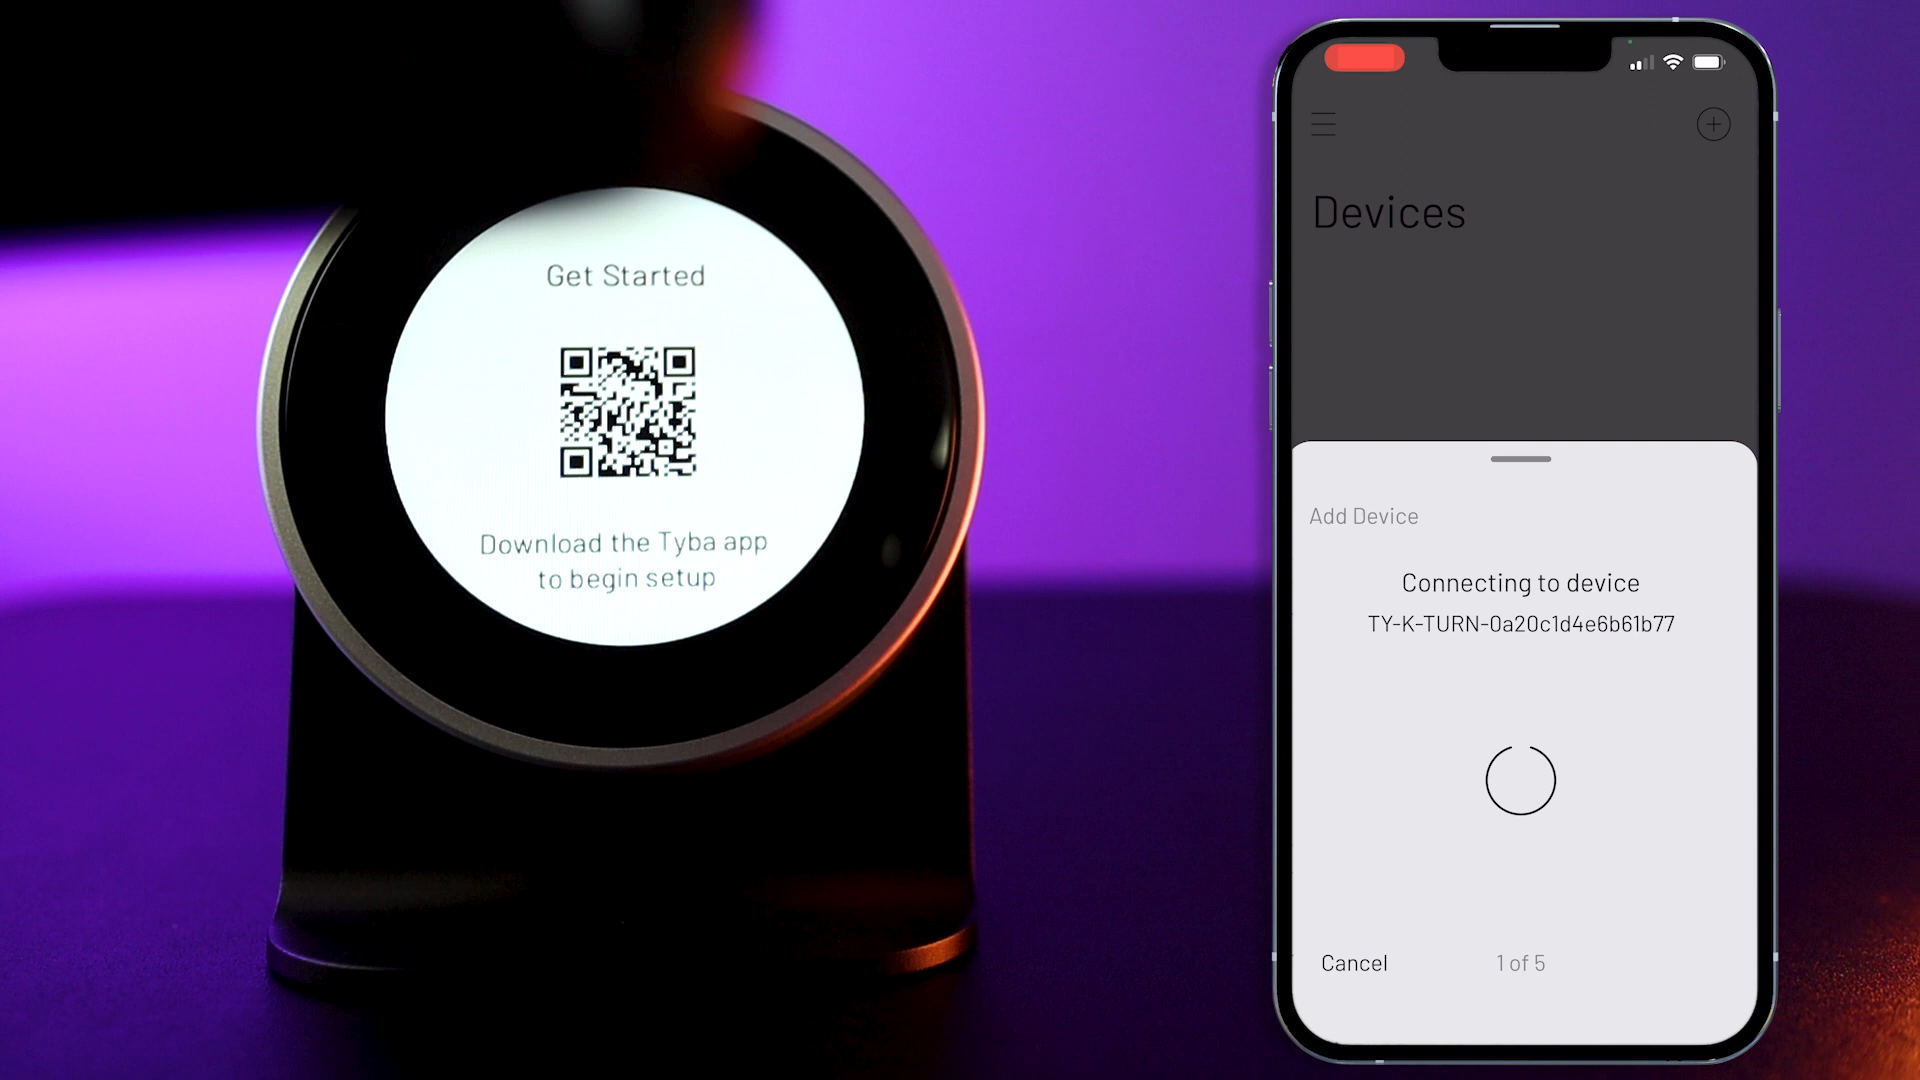 Get Started
Download the Tyba app
to begin setup
Devices
Add Device
Connecting to device
TY-K-TURN-0a20c1d4e6b61b77
Cancel
1 of 5